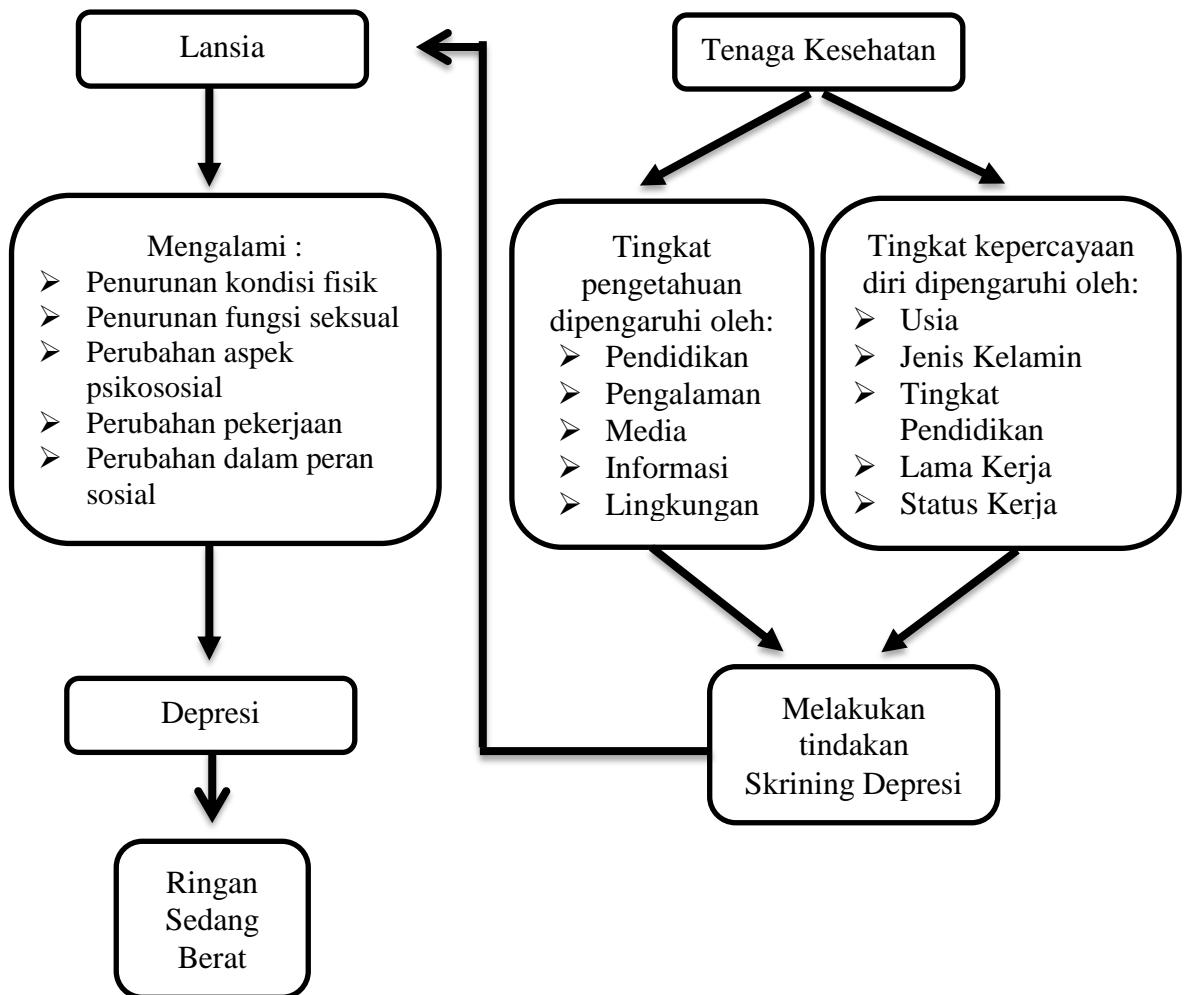 Lansia
Tenaga Kesehatan
Mengalami :
➢ Penurunan kondisi fisik
➢ Penurunan fungsi seksual
➢ Perubahan aspek
psikososial
➢ Perubahan pekerjaan
➢ Perubahan dalam peran
sosial
Tingkat
pengetahuan
dipengaruhi oleh:
➢ Pendidikan
➢ Pengalaman
➢ Media
➢ Informasi
➢ Lingkungan
Tingkat kepercayaan
diri dipengaruhi oleh:
➢ Usia
➢ Jenis Kelamin
➢ Tingkat
Pendidikan
➢ Lama Kerja
➢ Status Kerja
Depresi
Melakukan
tindakan
Skrining Depresi
Ringan
Sedang
Berat